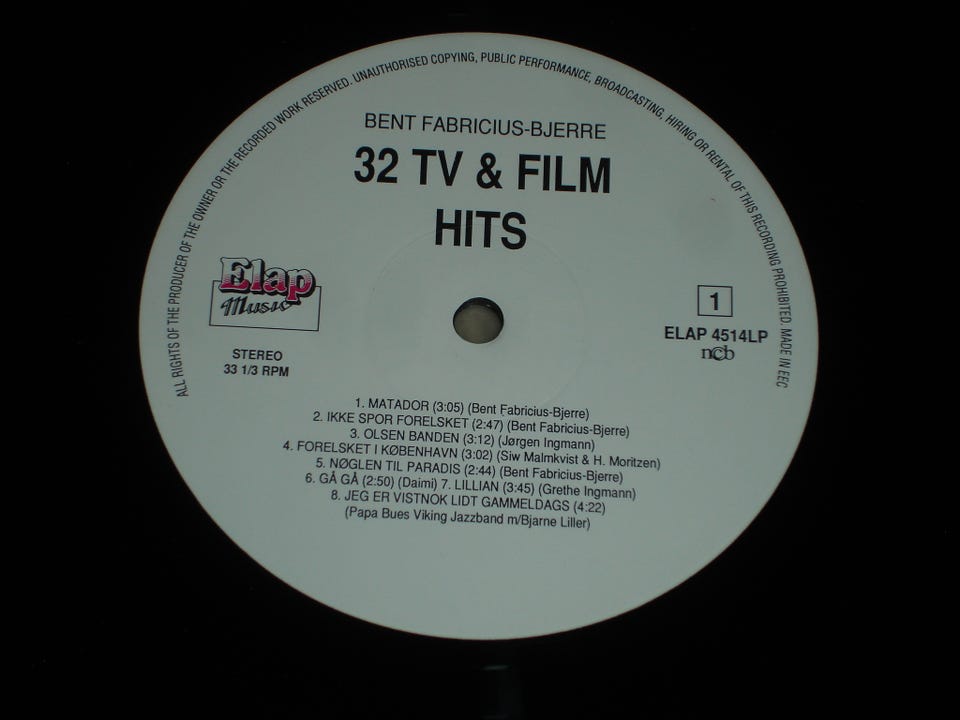 ALL RIGHTS OF THE PRODUCER OF THE OWNER OR THE RECORDED WORK RESERVED. UNAUTHORISED COPYING, PUBLIC PERFORMANCE, BROADCASTING, HIRING OR RENTAL OF THIS RECORDING PROHIBITED. MADE IN EEC
BENT FABRICIUS-BJERRE
32 TV & FILM
HITS
Elap
Music
STEREO
33 1/3 RPM
1
ELAP 4514LP
ncb
1. MATADOR (3:05) (Bent Fabricius-Bjerre)
2. IKKE SPOR FORELSKET (2:47) (Bent Fabricius-Bjerre)
3. OLSEN BANDEN (3:12) (Jørgen Ingmann)
4. FORELSKET I KØBENHAVN (3:02) (Siw Malmkvist & H. Moritzen)
5. NØGLEN TIL PARADIS (2:44) (Bent Fabricius-Bjerre)
6. GÅ GÅ (2:50) (Daimi) 7. LILLIAN (3:45) (Grethe Ingmann)
8. JEG ER VISTNOK LIDT GAMMELDAGS (4:22)
(Papa Bues Viking Jazzband m/Bjarne Liller)